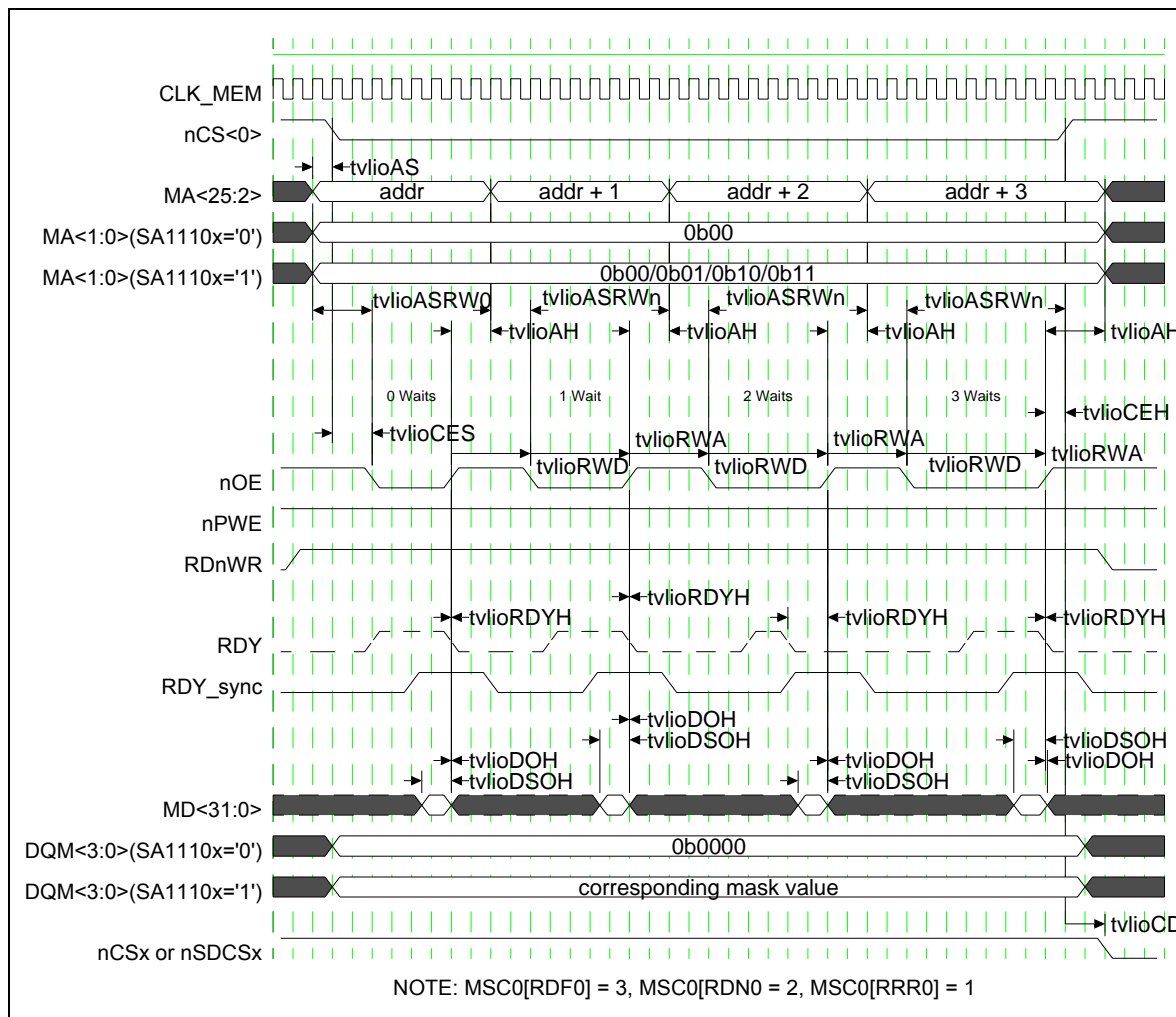 CLK_MEM
nCS<0>
tvlioAS
MA<25:2>
addr
addr + 1
addr + 2
addr + 3
MA<1:0>(SA1110x='0')
0b00
MA<1:0>(SA1110x='1')
0b00/0b01/0b10/0b11
tvlioASRW0
tvlioASRWn
tvlioASRWn
tvlioASRWn
tvlioAH
tvlioAH
tvlioAH
tvlioAH
0 Waits
1 Wait
2 Waits
3 Waits
tvlioCEH
tvlioCES
tvlioRWA
tvlioRWA
tvlioRWA
tvlioRWD
tvlioRWD
tvlioRWD
nOE
nPWE
RDnWR
tvlioRDYH
tvlioRDYH
tvlioRDYH
tvlioRDYH
RDY
RDY_sync
tvlioDOH
tvlioDSOH
tvlioDSOH
tvlioDOH
tvlioDOH
tvlioDOH
tvlioDSOH
tvlioDSOH
MD<31:0>
DQM<3:0>(SA1110x='0')
0b0000
DQM<3:0>(SA1110x='1')
corresponding mask value
tvlioCD
nCSx or nSDCSx
NOTE: MSC0[RDF0] = 3, MSC0[RDN0 = 2, MSC0[RRR0] = 1